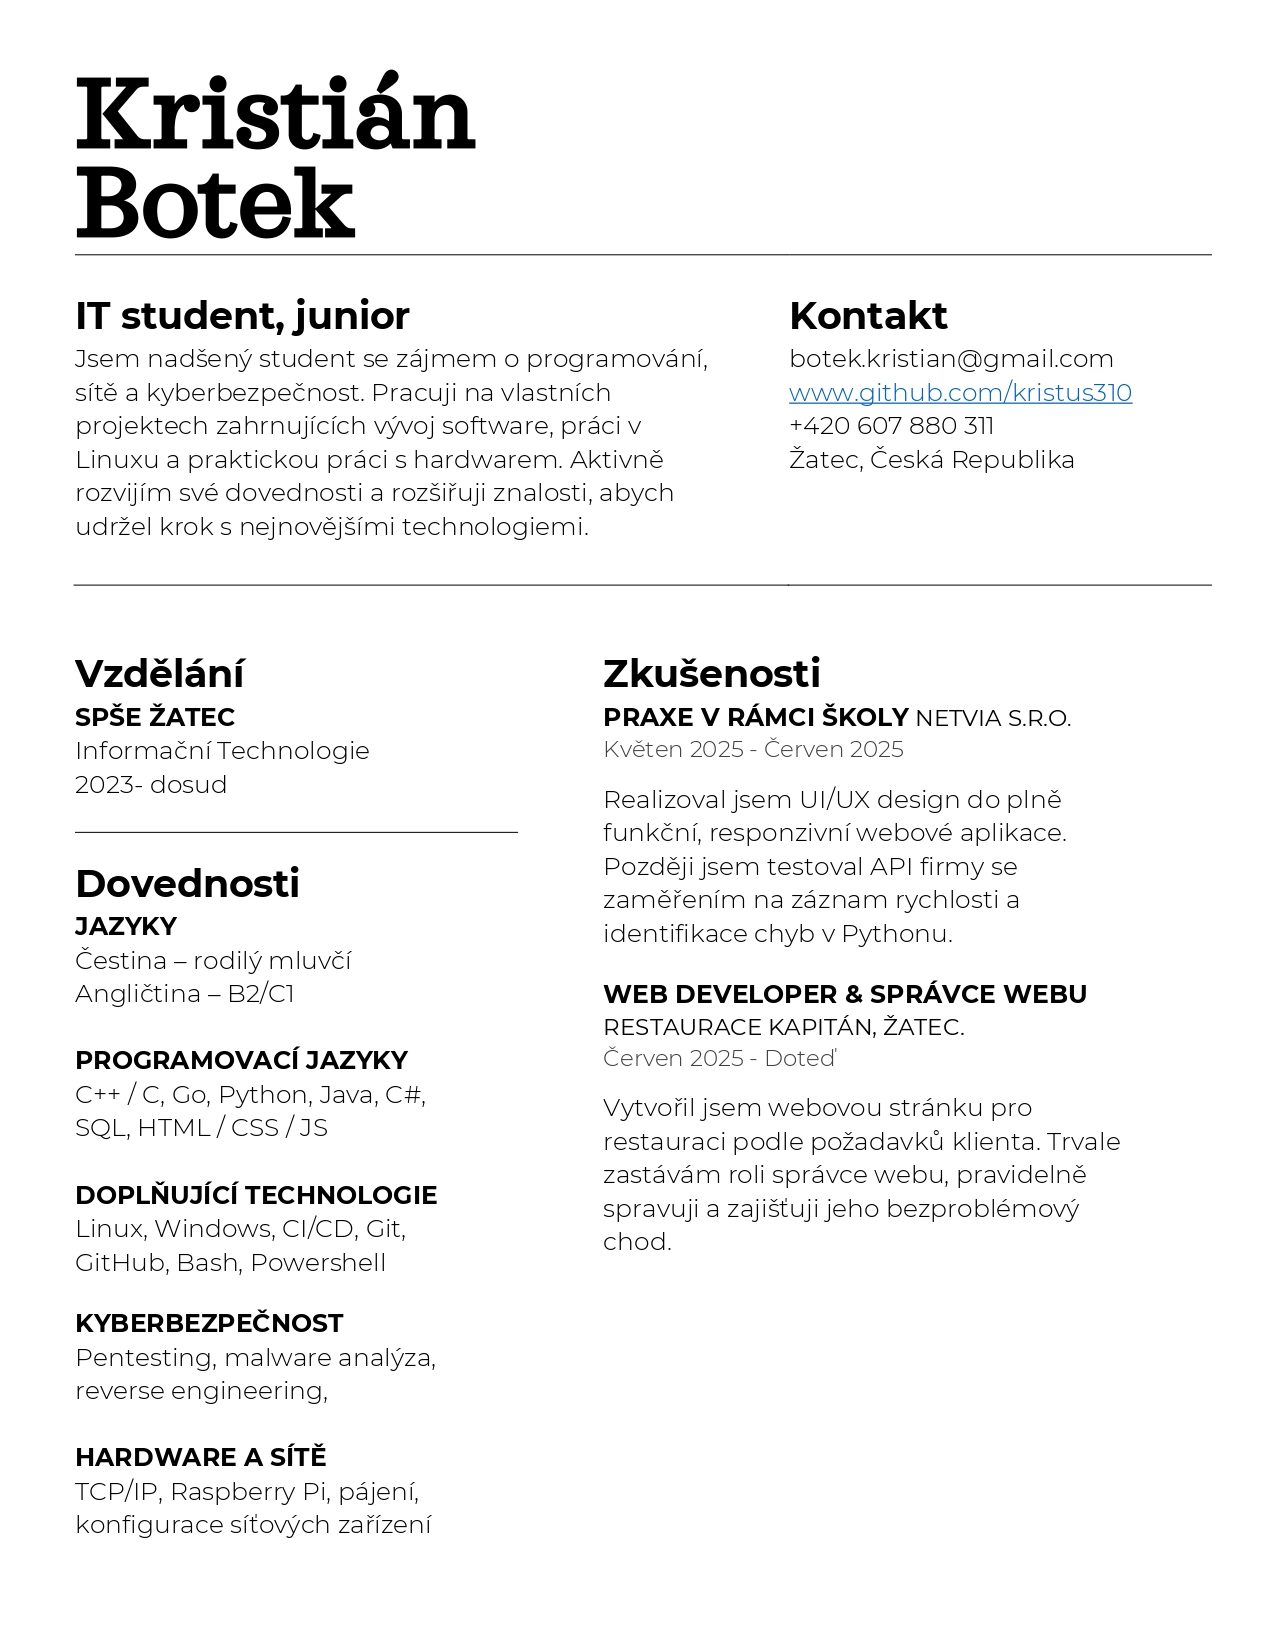 Kristián
Botek
IT student, junior
Jsem nadšený student se zájmem o programování,
sítě a kyberbezpečnost. Pracuji na vlastních
projektech zahrnujících vývoj software, práci v
Linuxu a praktickou práci s hardwarem. Aktivně
rozvijím své dovednosti a rozšiřuji znalosti, abych
udržel krok s nejnovějšími technologiemi.
Kontakt
botek.kristian@gmail.com
www.github.com/kristus310
+420 607 880 311
Žatec, Česká Republika
Vzdělání
SPŠE ŽATEC
Informační Technologie
2023- dosud
Dovednosti
JAZYKY
Čestina – rodilý mluvčí
Angličtina – B2/C1
PROGRAMOVACÍ JAZYKY
C++ / C, Go, Python, Java, C#,
SQL, HTML / CSS / JS
DOPLŇUJÍCÍ TECHNOLOGIE
Linux, Windows, CI/CD, Git,
GitHub, Bash, Powershell
KYBERBEZPEČNOST
Pentesting, malware analýza,
reverse engineering,
HARDWARE A SÍTĚ
TCP/IP, Raspberry Pi, pájení,
konfigurace síťových zařízení
Zkušenosti
PRAXE V RÁMCI ŠKOLY NETVIA S.R.O.
Květen 2025 - Červen 2025
Realizoval jsem UI/UX design do plně
funkční, responzivní webové aplikace.
Později jsem testoval API firmy se
zaměřením na záznam rychlosti a
identifikace chyb v Pythonu.
WEB DEVELOPER & SPRÁVCE WEBU
RESTAURACE KAPITÁN, ŽATEC.
Červen 2025 - Doteď
Vytvořil jsem webovou stránku pro
restauraci podle požadavků klienta. Trvale
zastávám roli správce webu, pravidelně
spravuji a zajišťuji jeho bezproblémový
chod.